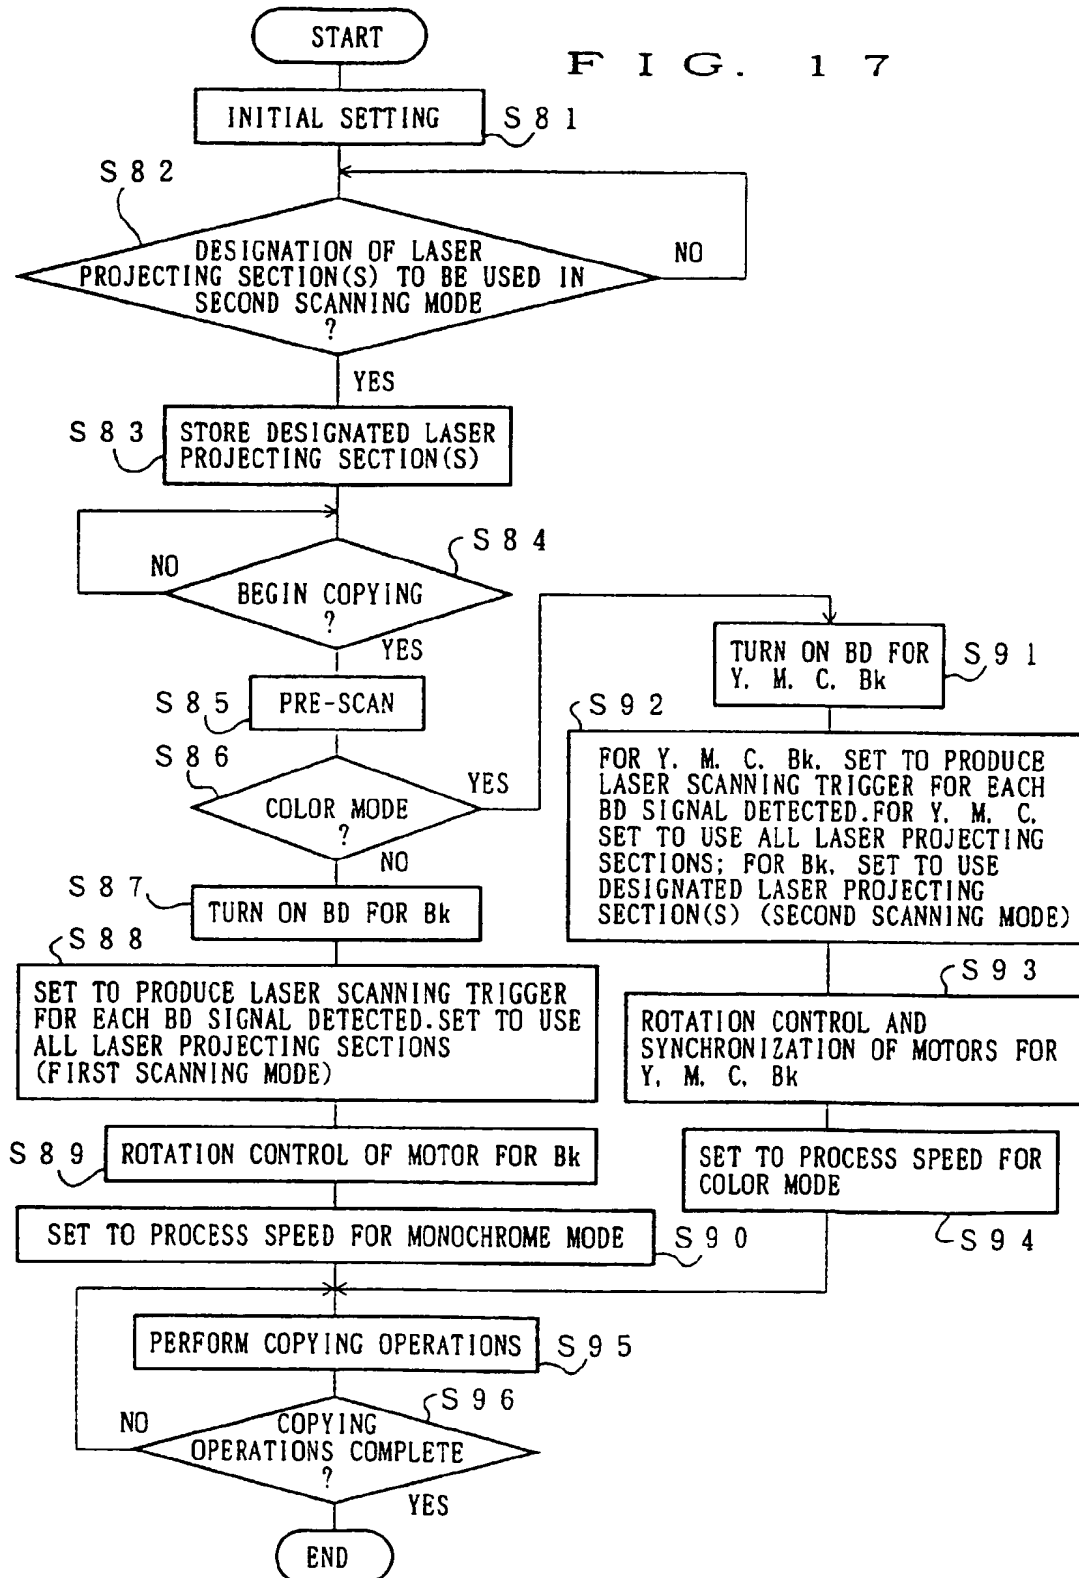 START
F I G. 1 7
INITIAL SETTING
S 8 1
S 8 2
DESIGNATION OF LASER
PROJECTING SECTION(S) TO BE USED IN
SECOND SCANNING MODE
?
NO
YES
S 8 3
STORE DESIGNATED LASER
PROJECTING SECTION(S)
S 8 4
NO
BEGIN COPYING
?
YES
S 8 5
PRE-SCAN
S 8 6
COLOR MODE
?
YES
NO
S 8 7
TURN ON BD FOR Bk
S 8 8
SET TO PRODUCE LASER SCANNING TRIGGER
FOR EACH BD SIGNAL DETECTED.SET TO USE
ALL LASER PROJECTING SECTIONS
(FIRST SCANNING MODE)
S 8 9
ROTATION CONTROL OF MOTOR FOR Bk
SET TO PROCESS SPEED FOR MONOCHROME MODE
S 9 0
TURN ON BD FOR
Y. M. C. Bk
S 9 1
S 9 2
FOR Y. M. C. Bk. SET TO PRODUCE
LASER SCANNING TRIGGER FOR EACH
BD SIGNAL DETECTED.FOR Y. M. C.
SET TO USE ALL LASER PROJECTING
SECTIONS; FOR Bk. SET TO USE
DESIGNATED LASER PROJECTING
SECTION(S) (SECOND SCANNING MODE)
S 9 3
ROTATION CONTROL AND
SYNCHRONIZATION OF MOTORS FOR
Y. M. C. Bk
SET TO PROCESS SPEED FOR
COLOR MODE
S 9 4
PERFORM COPYING OPERATIONS
S 9 5
S 9 6
NO
COPYING
OPERATIONS COMPLETE
?
YES
END